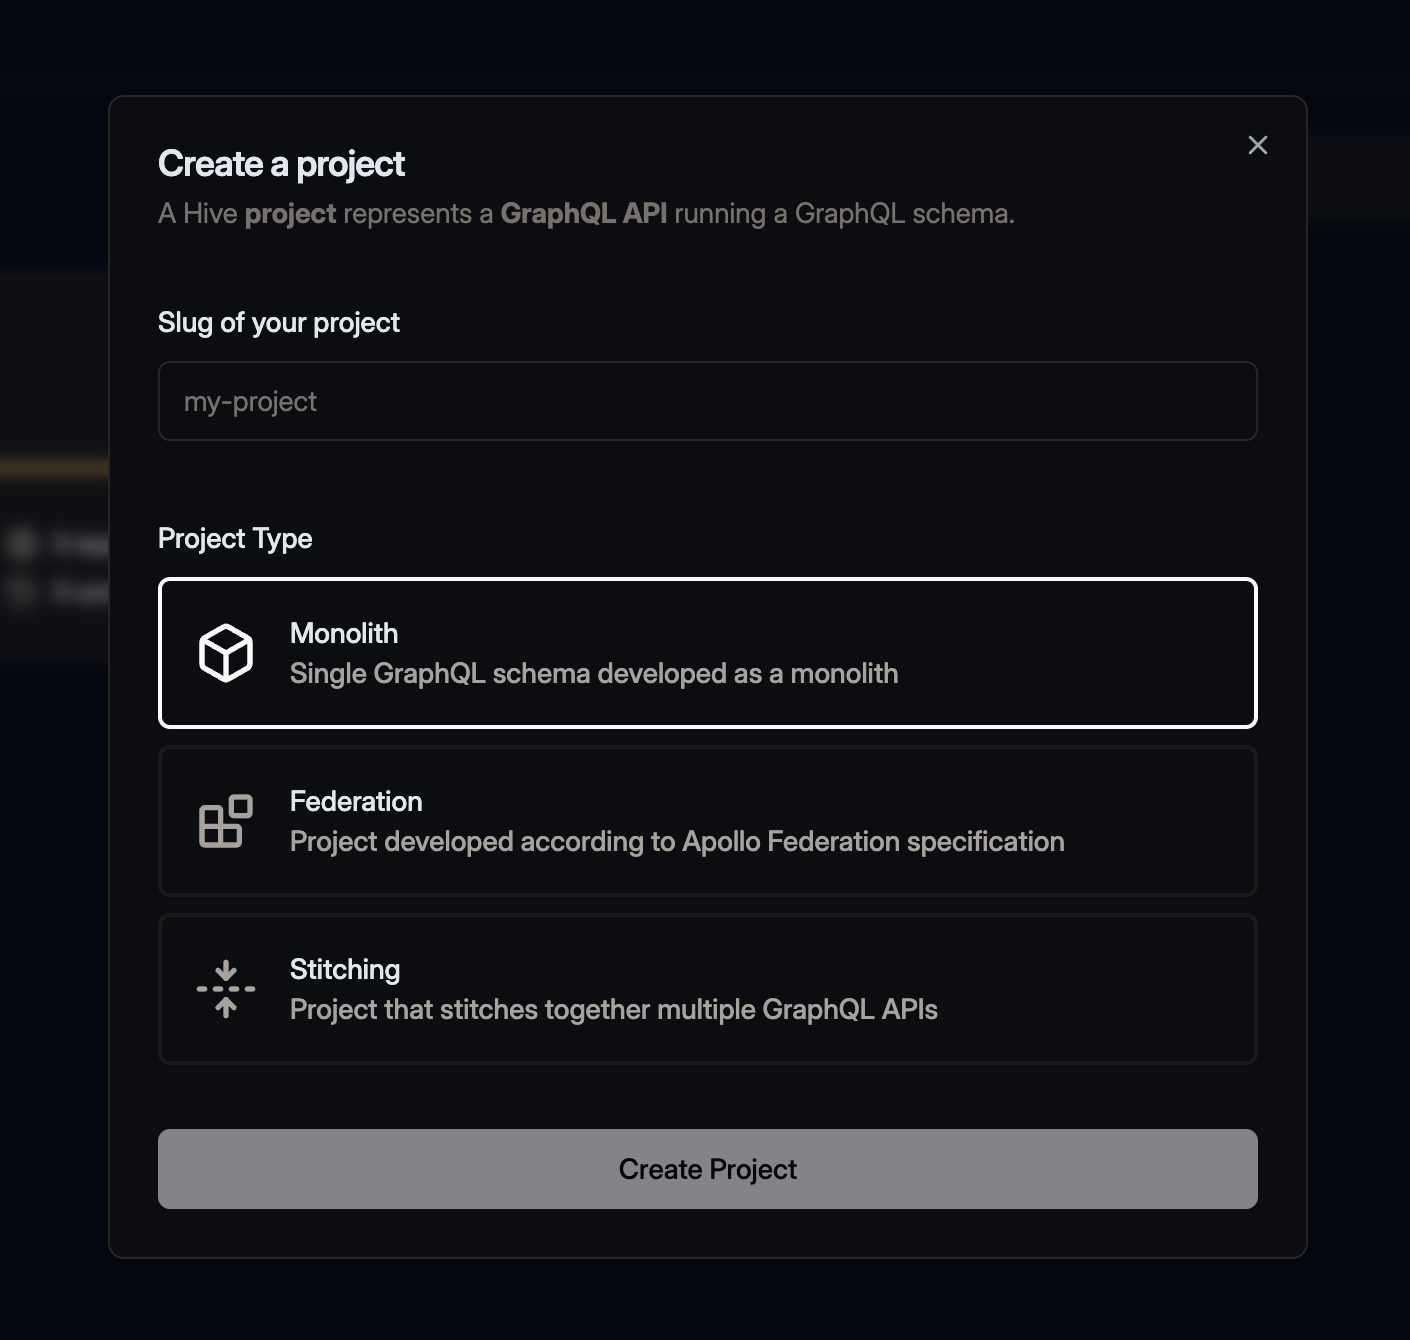 Create a project
A Hive project represents a GraphQL API running a GraphQL schema.
Slug of your project
my-project
Project Type
Monolith
Single GraphQL schema developed as a monolith
Federation
Project developed according to Apollo Federation specification
Stitching
Project that stitches together multiple GraphQL APIs
Create Project